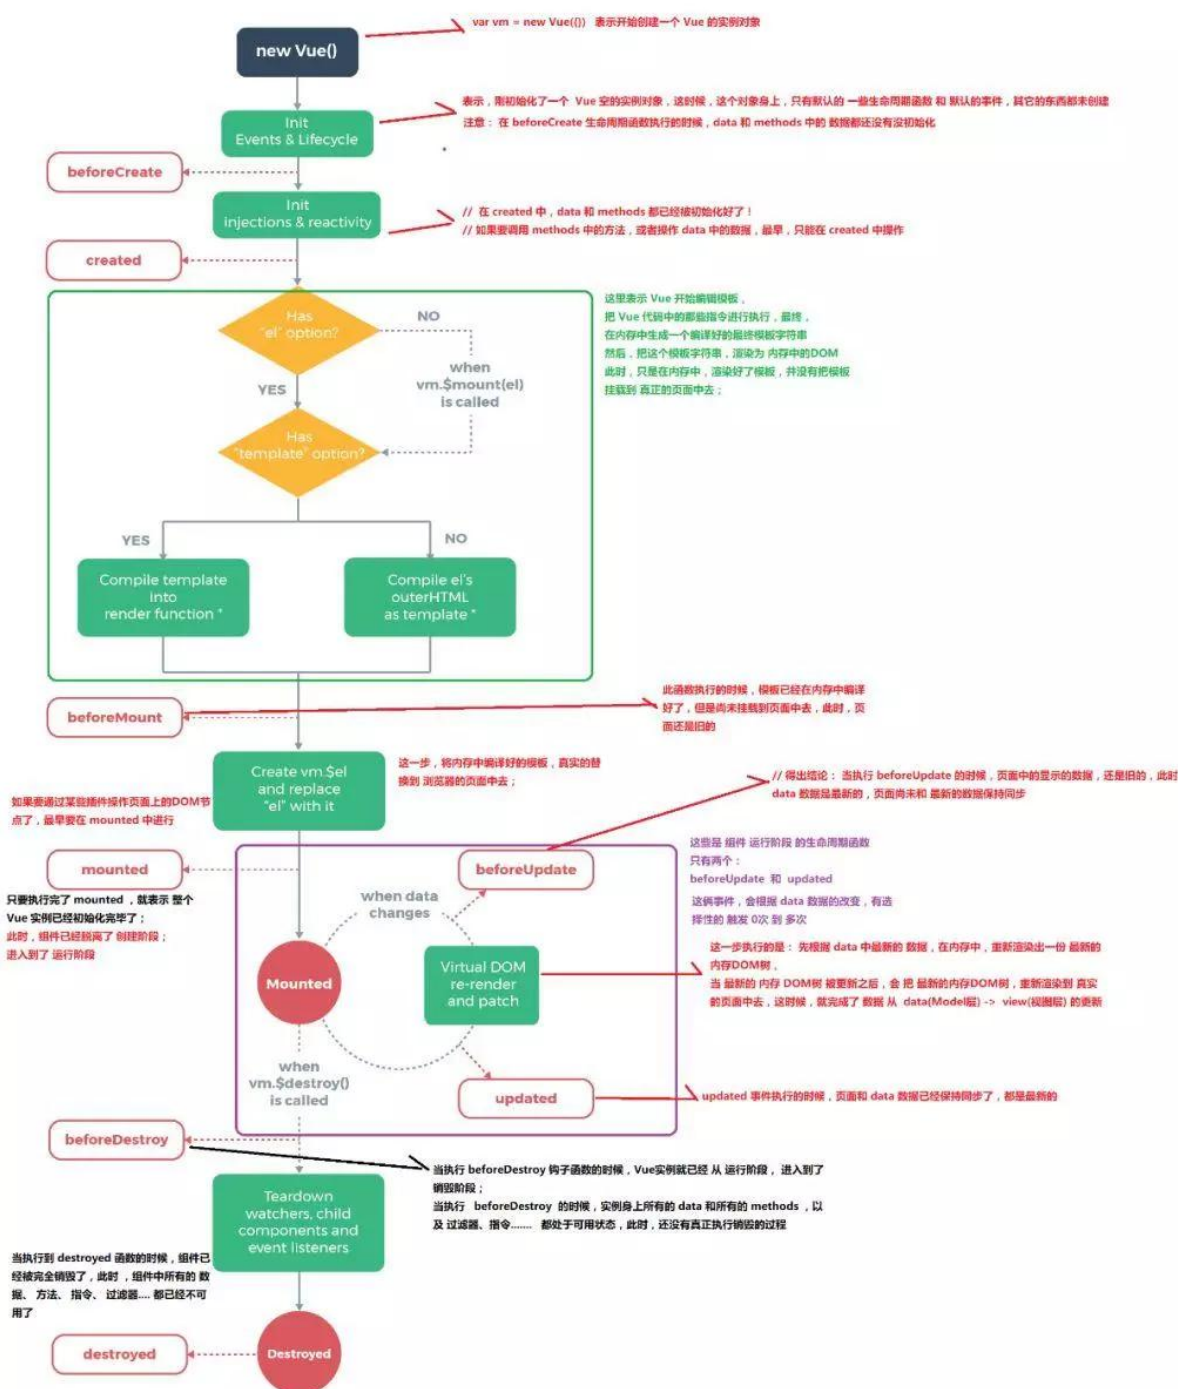 var vm = new Vue({}) 表示开始创建一个 Vue 的实例对象
new Vue()
表示，刚初始化了一个 Vue 空的实例对象，这时候，这个对象身上，只有默认的 一些生命周期函数 和 默认的事件，其它的东西都未创建
注意： 在 beforeCreate 生命周期函数执行的时候，data 和 methods 中的 数据都还没有没初始化
Init
Events & Lifecycle
beforeCreate
Init
injections & reactivity
// 在 created 中，data 和 methods 都已经被初始化好了！
// 如果要调用 methods 中的方法，或者操作 data 中的数据，最早，只能在 created 中操作
created
这里表示 Vue 开始编辑模板，
把 Vue 代码中的那些指令进行执行，最终，
在内存中生成一个编译好的最终模板字符串
然后，把这个模板字符串，渲染为 内存中的DOM
此时，只是在内存中，渲染好了模板，并没有把模板
挂载到 真正的页面中去；
Has
"el" option?
NO
when
vm.$mount(el)
is called
YES
Has
"template" option?
YES
NO
Compile template
into
render function *
Compile el's
outerHTML
as template *
beforeMount
此函数执行的时候，模板已经在内存中编译
好了，但是尚未挂载到页面中去，此时，页
面还是旧的
Create vm.$el
and replace
"el" with it
这一步，将内存中编译好的模板，真实的替
换到 浏览器的页面中去；
// 得出结论： 当执行 beforeUpdate 的时候，页面中的显示的数据，还是旧的，此时
data 数据是最新的，页面尚未和 最新的数据保持同步
如果要通过某些插件操作页面上的DOM节
点了，最早要在 mounted 中进行
mounted
只要执行完了 mounted ，就表示 整个
Vue 实例已经初始化完毕了；
此时，组件已经脱离了 创建阶段；
进入到了 运行阶段
这些是 组件 运行阶段 的生命周期函数
只有两个：
beforeUpdate 和 updated
这俩事件，会根据 data 数据的改变，有选
择性的 触发 0次 到 多次
beforeUpdate
when data
changes
Mounted
Virtual DOM
re-render
and patch
这一步执行的是： 先根据 data 中最新的 数据，在内存中，重新渲染出一份 最新的
内存DOM树，
当 最新的 内存 DOM树 被更新之后，会 把 最新的内存DOM树，重新渲染到 真实
的页面中去，这时候，就完成了 数据 从 data(Model层) -> view(视图层) 的更新
when
vm.$destroy()
is called
updated
updated 事件执行的时候，页面和 data 数据已经保持同步了，都是最新的
beforeDestroy
当执行 beforeDestroy 钩子函数的时候，Vue实例就已经 从 运行阶段 ，进入到了
销毁阶段；
当执行 beforeDestroy 的时候，实例身上所有的 data 和所有的 methods ，以
及 过滤器、指令....... 都处于可用状态，此时，还没有真正执行销毁的过程
Teardown
watchers, child
components and
event listeners
当执行到 destroyed 函数的时候，组件已
经被完全销毁了，此时 ，组件中所有的 数
据、 方法、 指令、 过滤器.... 都已经不可
用了
destroyed
Destroyed